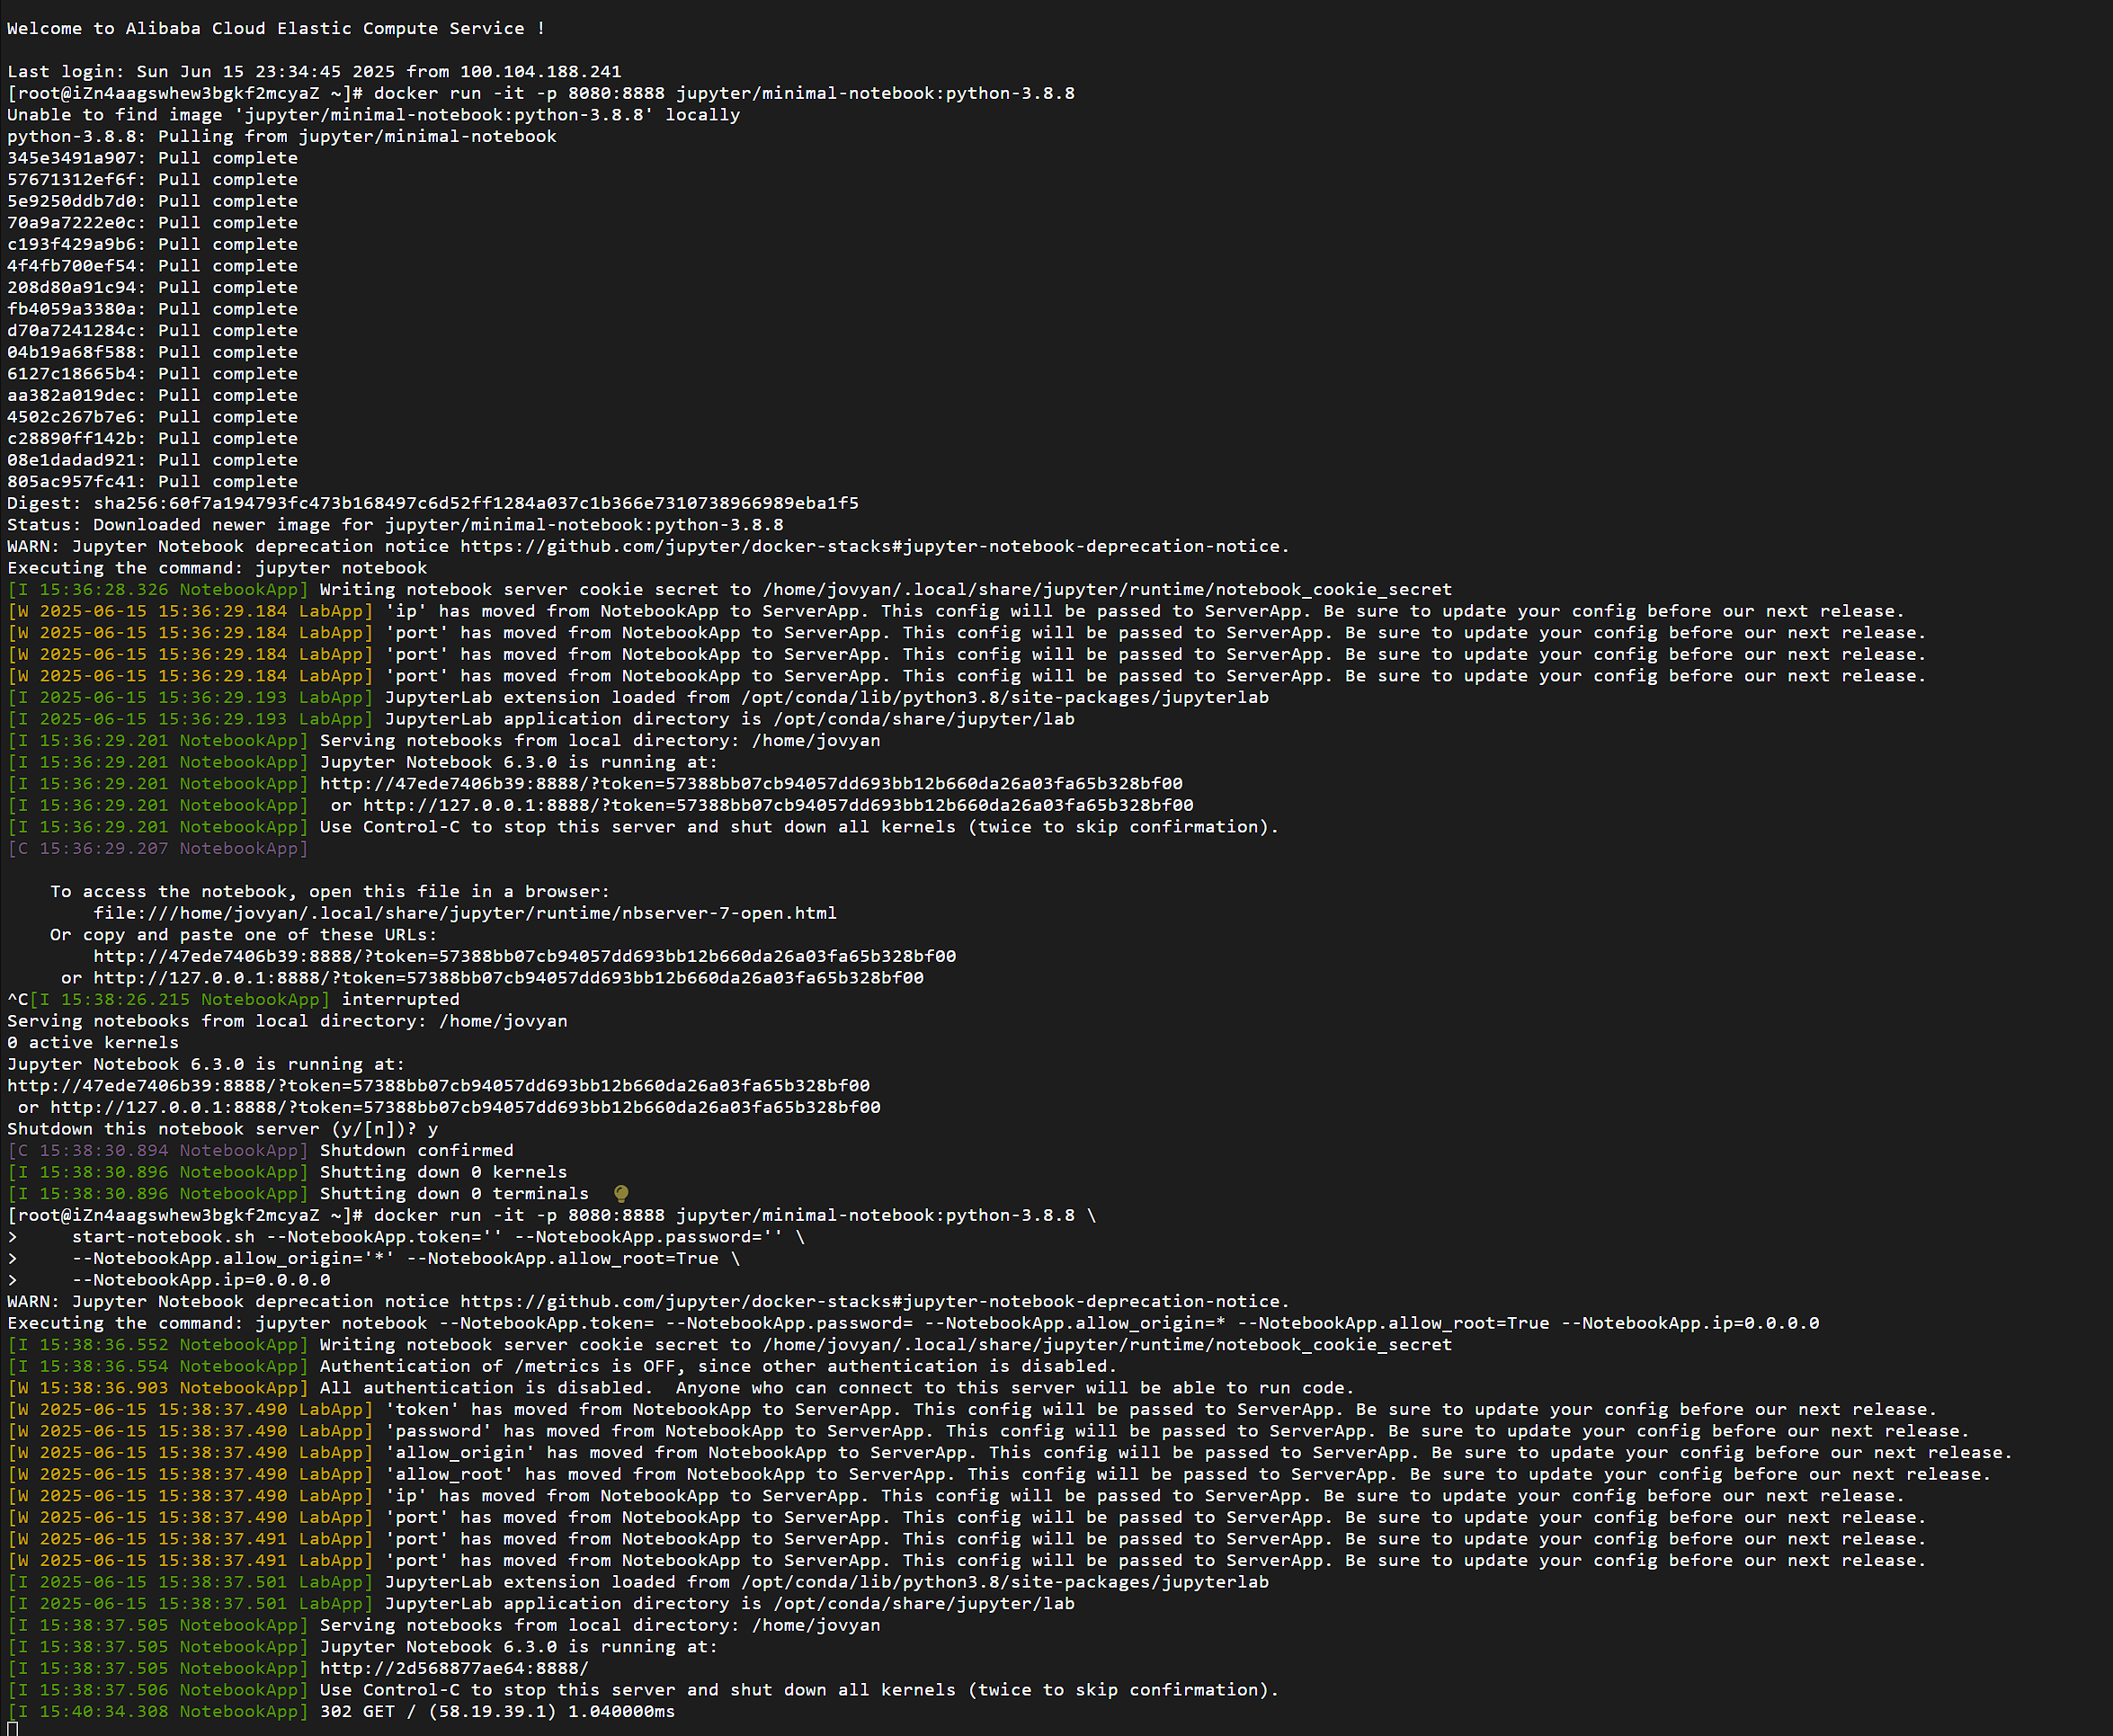 Welcome to Alibaba Cloud Elastic Compute Service !
Last login: Sun Jun 15 23:34:45 2025 from 100.104.188.241
[root@iZn4aagswhew3bgkf2mcyaZ ~]# docker run -it -p 8080:8888 jupyter/minimal-notebook:python-3.8.8
Unable to find image 'jupyter/minimal-notebook:python-3.8.8' locally
python-3.8.8: Pulling from jupyter/minimal-notebook
345e3491a907: Pull complete
57671312ef6f: Pull complete
5e9250ddb7d0: Pull complete
70a9a7222e0c: Pull complete
c193f429a9b6: Pull complete
4f4fb700ef54: Pull complete
208d80a91c94: Pull complete
fb4059a3380a: Pull complete
d70a7241284c: Pull complete
04b19a68f588: Pull complete
6127c18665b4: Pull complete
aa382a019dec: Pull complete
4502c267b7e6: Pull complete
c28890ff142b: Pull complete
08e1dadad921: Pull complete
805ac957fc41: Pull complete
Digest: sha256:60f7a194793fc473b168497c6d52ff1284a037c1b366e7310738966989eba1f5
Status: Downloaded newer image for jupyter/minimal-notebook:python-3.8.8
WARN: Jupyter Notebook deprecation notice https://github.com/jupyter/docker-stacks#jupyter-notebook-deprecation-notice.
Executing the command: jupyter notebook
[I 15:36:28.326 NotebookApp] Writing notebook server cookie secret to /home/jovyan/.local/share/jupyter/runtime/notebook_cookie_secret
[W 2025-06-15 15:36:29.184 LabApp] 'ip' has moved from NotebookApp to ServerApp. This config will be passed to ServerApp. Be sure to update your config before our next release.
[W 2025-06-15 15:36:29.184 LabApp] 'port' has moved from NotebookApp to ServerApp. This config will be passed to ServerApp. Be sure to update your config before our next release.
[W 2025-06-15 15:36:29.184 LabApp] 'port' has moved from NotebookApp to ServerApp. This config will be passed to ServerApp. Be sure to update your config before our next release.
[W 2025-06-15 15:36:29.184 LabApp] 'port' has moved from NotebookApp to ServerApp. This config will be passed to ServerApp. Be sure to update your config before our next release.
[I 2025-06-15 15:36:29.193 LabApp] JupyterLab extension loaded from /opt/conda/lib/python3.8/site-packages/jupyterlab
[I 2025-06-15 15:36:29.193 LabApp] JupyterLab application directory is /opt/conda/share/jupyter/lab
[I 15:36:29.201 NotebookApp] Serving notebooks from local directory: /home/jovyan
[I 15:36:29.201 NotebookApp] Jupyter Notebook 6.3.0 is running at:
[I 15:36:29.201 NotebookApp] http://47ede7406b39:8888/?token=57388bb07cb94057dd693bb12b660da26a03fa65b328bf00
[I 15:36:29.201 NotebookApp]  or http://127.0.0.1:8888/?token=57388bb07cb94057dd693bb12b660da26a03fa65b328bf00
[I 15:36:29.201 NotebookApp] Use Control-C to stop this server and shut down all kernels (twice to skip confirmation).
[C 15:36:29.207 NotebookApp]
To access the notebook, open this file in a browser:
file:///home/jovyan/.local/share/jupyter/runtime/nbserver-7-open.html
Or copy and paste one of these URLs:
http://47ede7406b39:8888/?token=57388bb07cb94057dd693bb12b660da26a03fa65b328bf00
or http://127.0.0.1:8888/?token=57388bb07cb94057dd693bb12b660da26a03fa65b328bf00
^C[I 15:38:26.215 NotebookApp] interrupted
Serving notebooks from local directory: /home/jovyan
0 active kernels
Jupyter Notebook 6.3.0 is running at:
http://47ede7406b39:8888/?token=57388bb07cb94057dd693bb12b660da26a03fa65b328bf00
or http://127.0.0.1:8888/?token=57388bb07cb94057dd693bb12b660da26a03fa65b328bf00
Shutdown this notebook server (y/[n])? y
[C 15:38:30.894 NotebookApp] Shutdown confirmed
[I 15:38:30.896 NotebookApp] Shutting down 0 kernels
[I 15:38:30.896 NotebookApp] Shutting down 0 terminals
[root@iZn4aagswhew3bgkf2mcyaZ ~]# docker run -it -p 8080:8888 jupyter/minimal-notebook:python-3.8.8 \
>     start-notebook.sh --NotebookApp.token='' --NotebookApp.password='' \
>     --NotebookApp.allow_origin='*' --NotebookApp.allow_root=True \
>     --NotebookApp.ip=0.0.0.0
WARN: Jupyter Notebook deprecation notice https://github.com/jupyter/docker-stacks#jupyter-notebook-deprecation-notice.
Executing the command: jupyter notebook --NotebookApp.token= --NotebookApp.password= --NotebookApp.allow_origin=* --NotebookApp.allow_root=True --NotebookApp.ip=0.0.0.0
[I 15:38:36.552 NotebookApp] Writing notebook server cookie secret to /home/jovyan/.local/share/jupyter/runtime/notebook_cookie_secret
[I 15:38:36.554 NotebookApp] Authentication of /metrics is OFF, since other authentication is disabled.
[W 15:38:36.903 NotebookApp] All authentication is disabled.  Anyone who can connect to this server will be able to run code.
[W 2025-06-15 15:38:37.490 LabApp] 'token' has moved from NotebookApp to ServerApp. This config will be passed to ServerApp. Be sure to update your config before our next release.
[W 2025-06-15 15:38:37.490 LabApp] 'password' has moved from NotebookApp to ServerApp. This config will be passed to ServerApp. Be sure to update your config before our next release.
[W 2025-06-15 15:38:37.490 LabApp] 'allow_origin' has moved from NotebookApp to ServerApp. This config will be passed to ServerApp. Be sure to update your config before our next release.
[W 2025-06-15 15:38:37.490 LabApp] 'allow_root' has moved from NotebookApp to ServerApp. This config will be passed to ServerApp. Be sure to update your config before our next release.
[W 2025-06-15 15:38:37.490 LabApp] 'ip' has moved from NotebookApp to ServerApp. This config will be passed to ServerApp. Be sure to update your config before our next release.
[W 2025-06-15 15:38:37.490 LabApp] 'port' has moved from NotebookApp to ServerApp. This config will be passed to ServerApp. Be sure to update your config before our next release.
[W 2025-06-15 15:38:37.491 LabApp] 'port' has moved from NotebookApp to ServerApp. This config will be passed to ServerApp. Be sure to update your config before our next release.
[W 2025-06-15 15:38:37.491 LabApp] 'port' has moved from NotebookApp to ServerApp. This config will be passed to ServerApp. Be sure to update your config before our next release.
[I 2025-06-15 15:38:37.501 LabApp] JupyterLab extension loaded from /opt/conda/lib/python3.8/site-packages/jupyterlab
[I 2025-06-15 15:38:37.501 LabApp] JupyterLab application directory is /opt/conda/share/jupyter/lab
[I 15:38:37.505 NotebookApp] Serving notebooks from local directory: /home/jovyan
[I 15:38:37.505 NotebookApp] Jupyter Notebook 6.3.0 is running at:
[I 15:38:37.505 NotebookApp] http://2d568877ae64:8888/
[I 15:38:37.506 NotebookApp] Use Control-C to stop this server and shut down all kernels (twice to skip confirmation).
[I 15:40:34.308 NotebookApp] 302 GET / (58.19.39.1) 1.040000ms